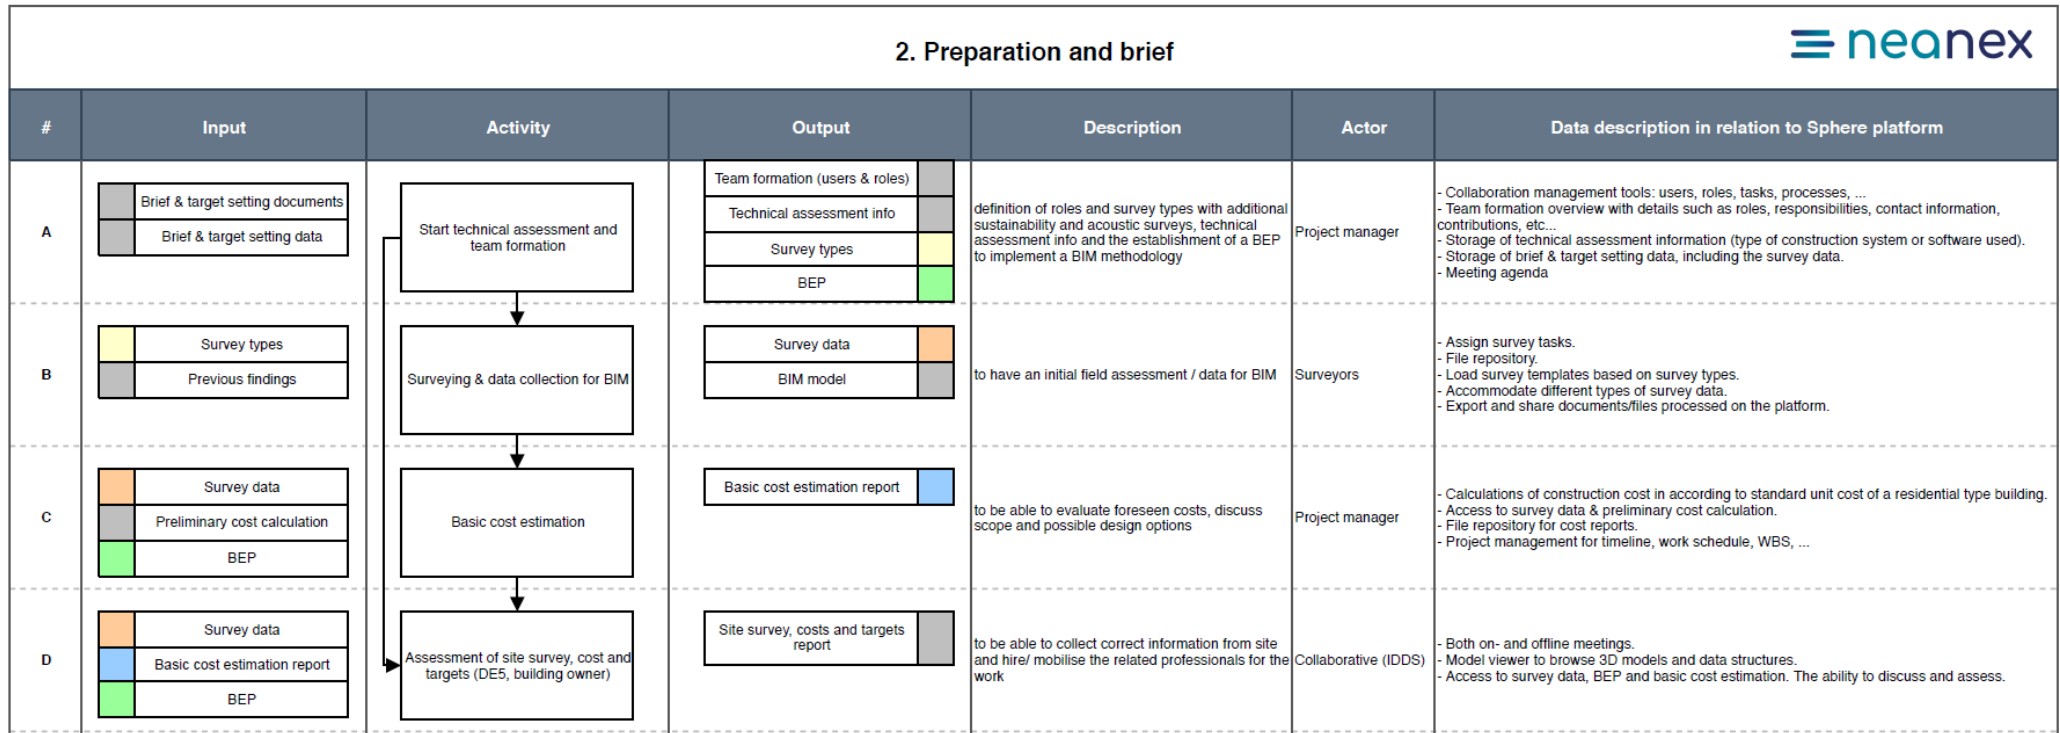 2. Preparation and brief
neanex
#
Input
Activity
Output
Description
Actor
Data description in relation to Sphere platform
A
Brief & target setting documents
Brief & target setting data
Start technical assessment and
team formation
Team formation (users & roles)
Technical assessment info
Survey types
BEP
definition of roles and survey types with additional
sustainability and acoustic surveys, technical
assessment info and the establishment of a BEP
to implement a BIM methodology
Project manager
- Collaboration management tools: users, roles, tasks, processes, ...
- Team formation overview with details such as roles, responsibilities, contact information,
contributions, etc...
- Storage of technical assessment information (type of construction system or software used).
- Storage of brief & target setting data, including the survey data.
- Meeting agenda
B
Survey types
Previous findings
Surveying & data collection for BIM
Survey data
BIM model
to have an initial field assessment / data for BIM
Surveyors
- Assign survey tasks.
- File repository.
- Load survey templates based on survey types.
- Accommodate different types of survey data.
- Export and share documents/files processed on the platform.
C
Survey data
Preliminary cost calculation
BEP
Basic cost estimation
Basic cost estimation report
to be able to evaluate foreseen costs, discuss
scope and possible design options
Project manager
- Calculations of construction cost in according to standard unit cost of a residential type building.
- Access to survey data & preliminary cost calculation.
- File repository for cost reports.
- Project management for timeline, work schedule, WBS, ...
D
Survey data
Basic cost estimation report
BEP
Assessment of site survey, cost and
targets (DE5, building owner)
Site survey, costs and targets
report
to be able to collect correct information from site
and hire/ mobilise the related professionals for the
work
Collaborative (IDDS)
- Both on- and offline meetings.
- Model viewer to browse 3D models and data structures.
- Access to survey data, BEP and basic cost estimation. The ability to discuss and assess.